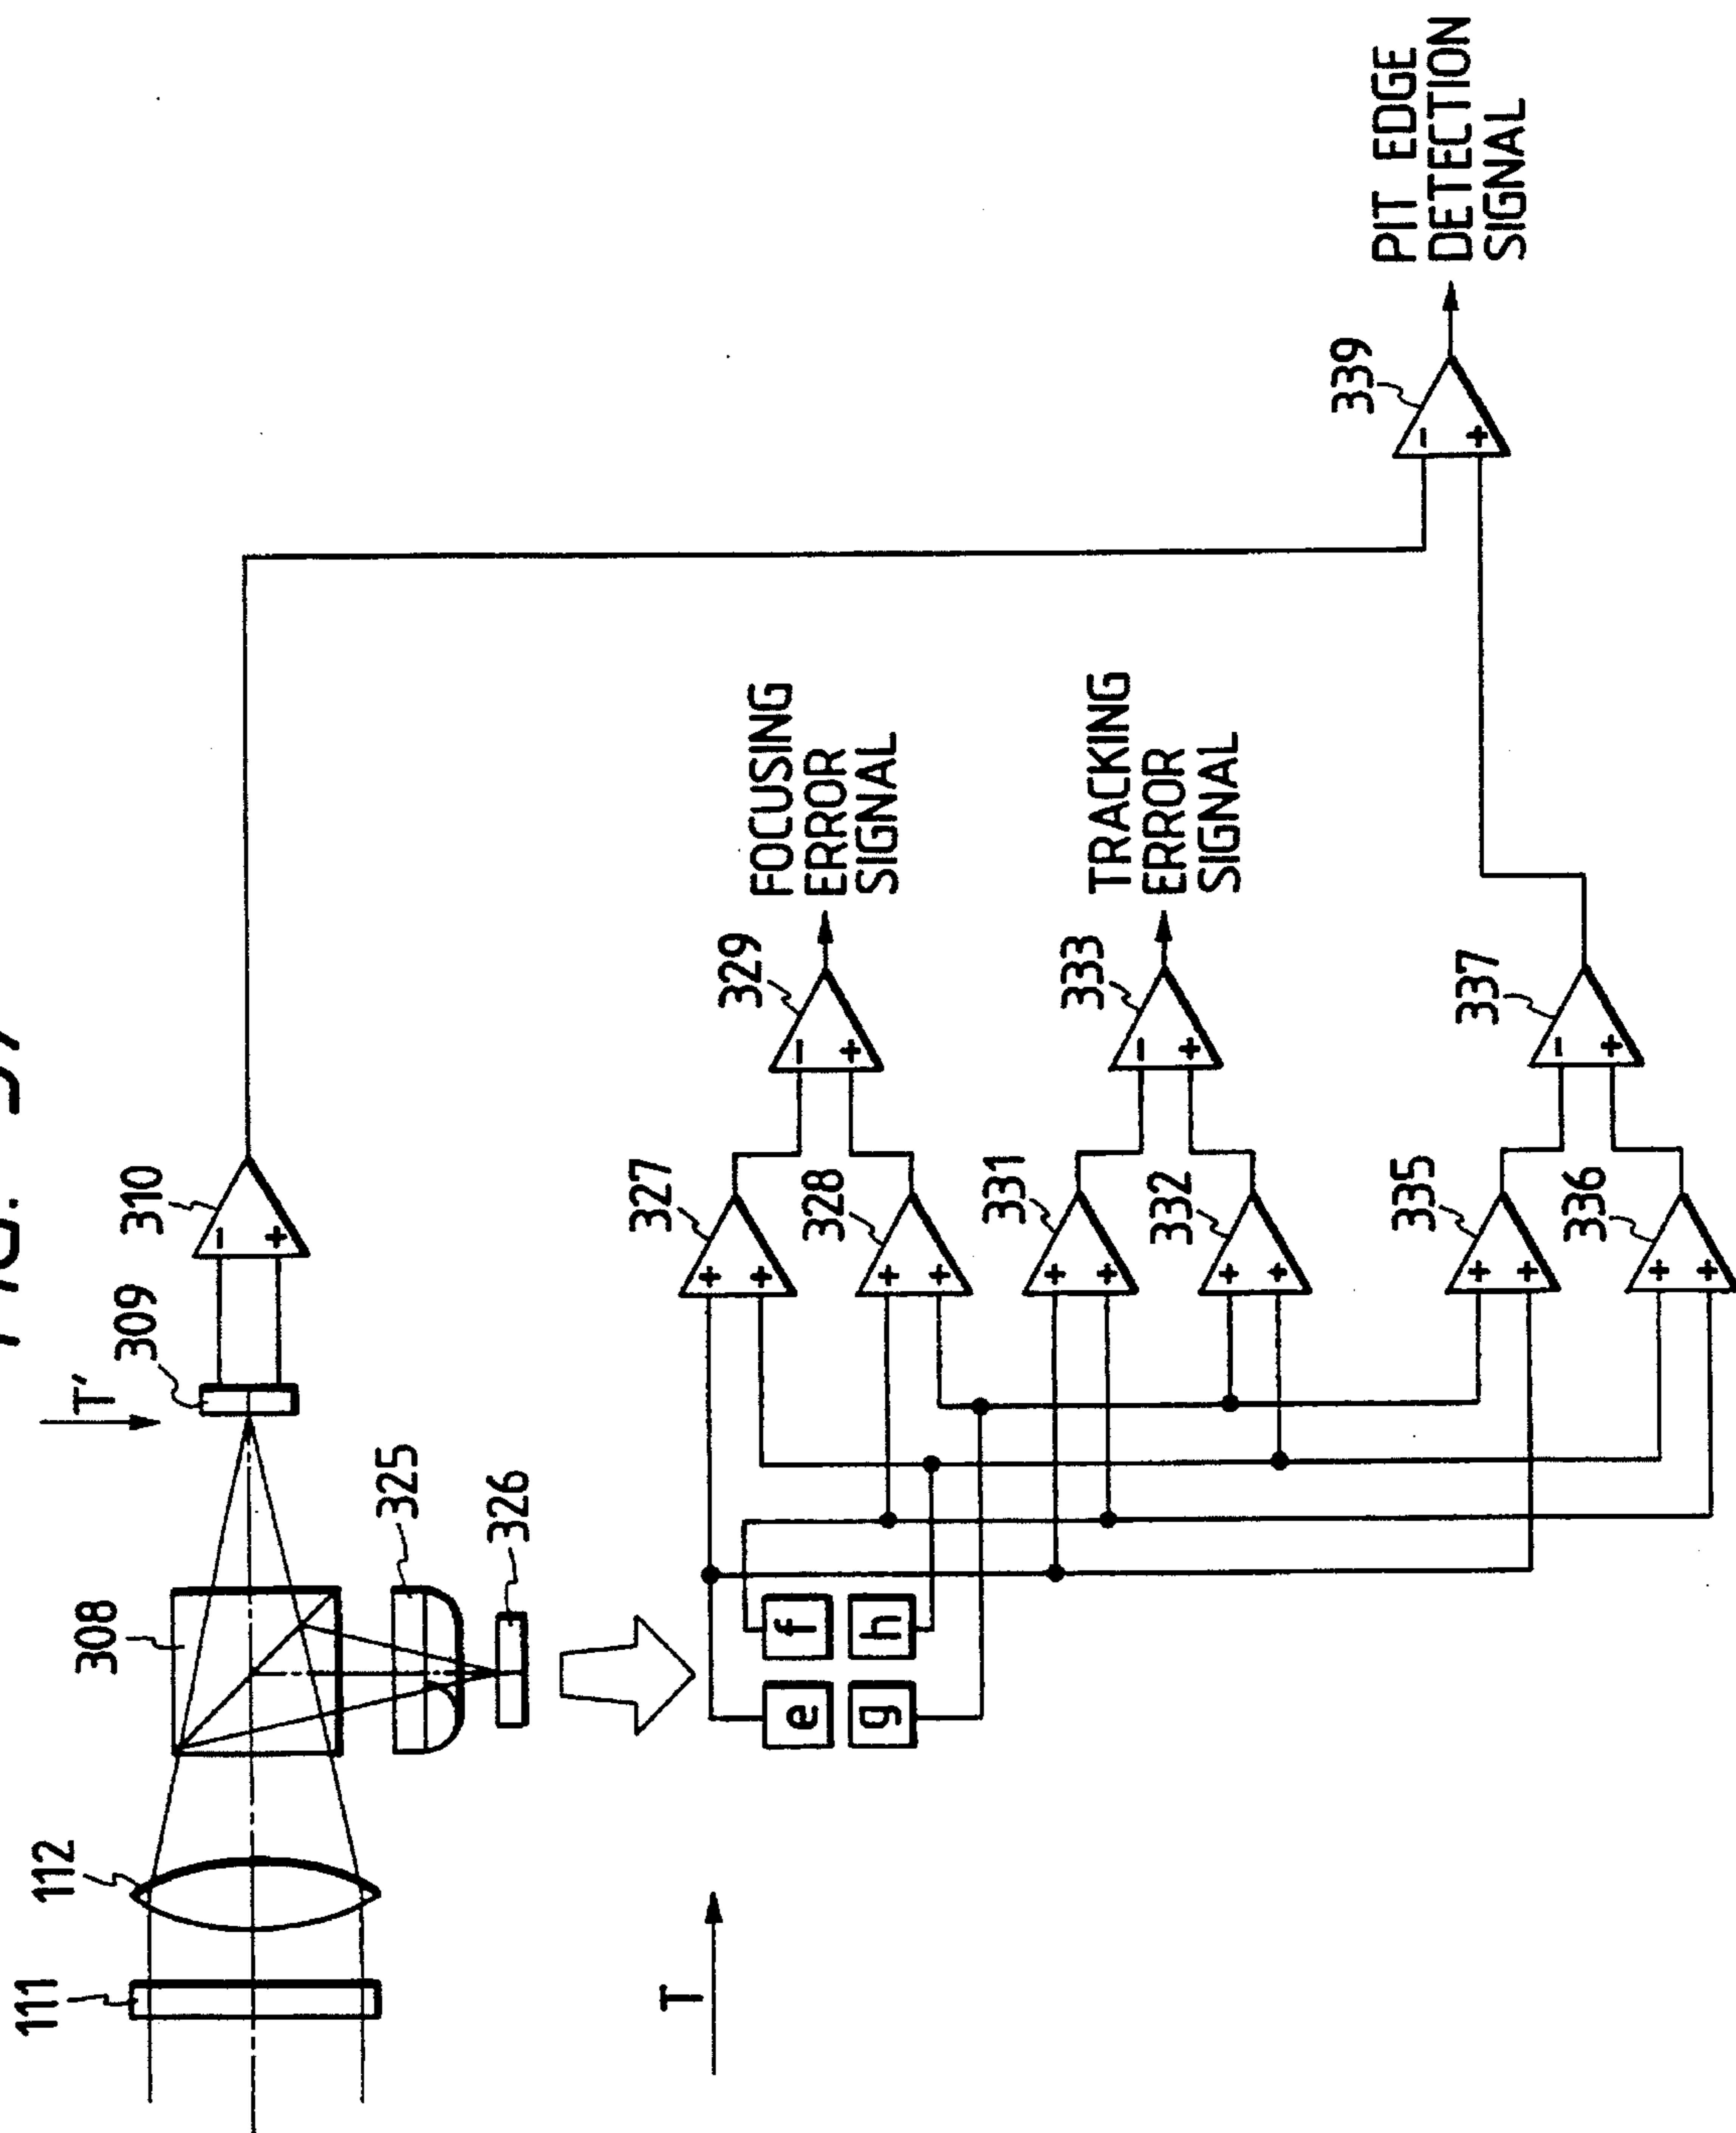 FIG.
111
112
308
T'
309
310
−
+
325
326
T
e
f
g
h
327
+
+
328
+
+
329
−
+
FOCUSING
ERROR
SIGNAL
331
+
+
332
+
+
333
−
+
TRACKING
ERROR
SIGNAL
335
+
+
336
+
+
337
−
+
339
−
+
PIT EDGE
DETECTION
SIGNAL